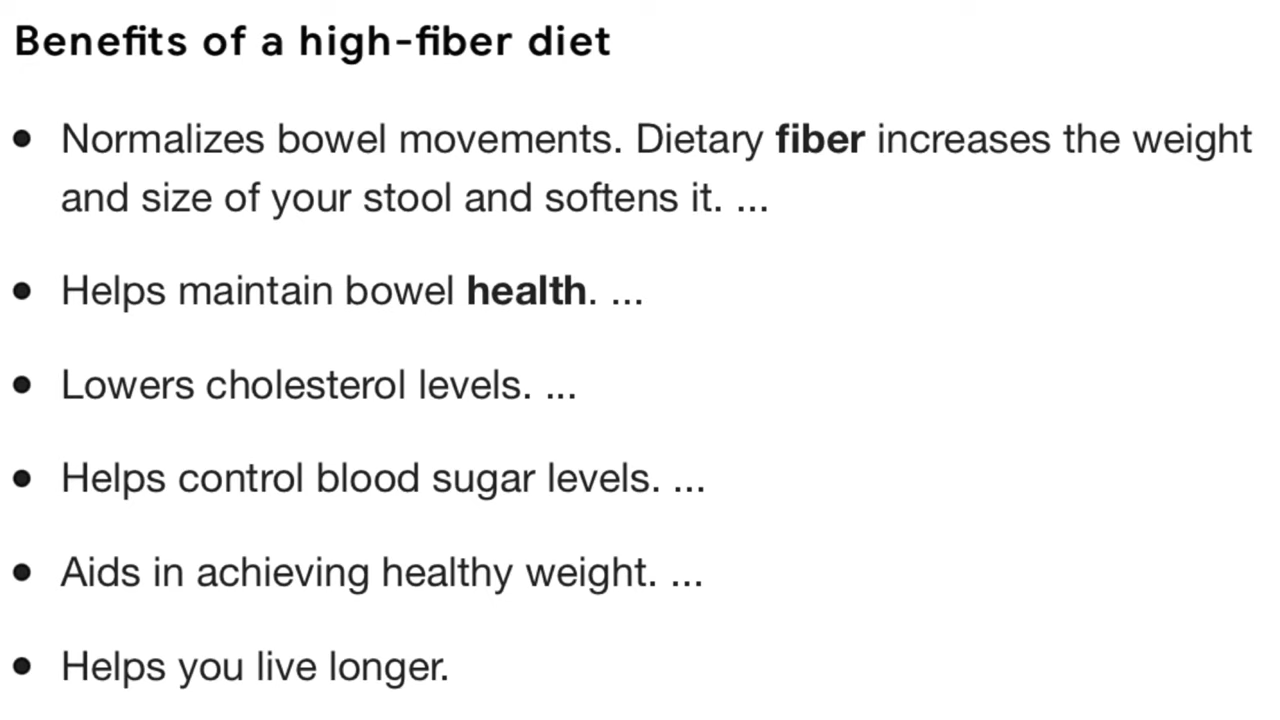 Benefits of a high-fiber diet
• Normalizes bowel movements. Dietary fiber increases the weight
and size of your stool and softens it. ...
• Helps maintain bowel health. ...
• Lowers cholesterol levels. ...
• Helps control blood sugar levels. ...
• Aids in achieving healthy weight. ...
• Helps you live longer.